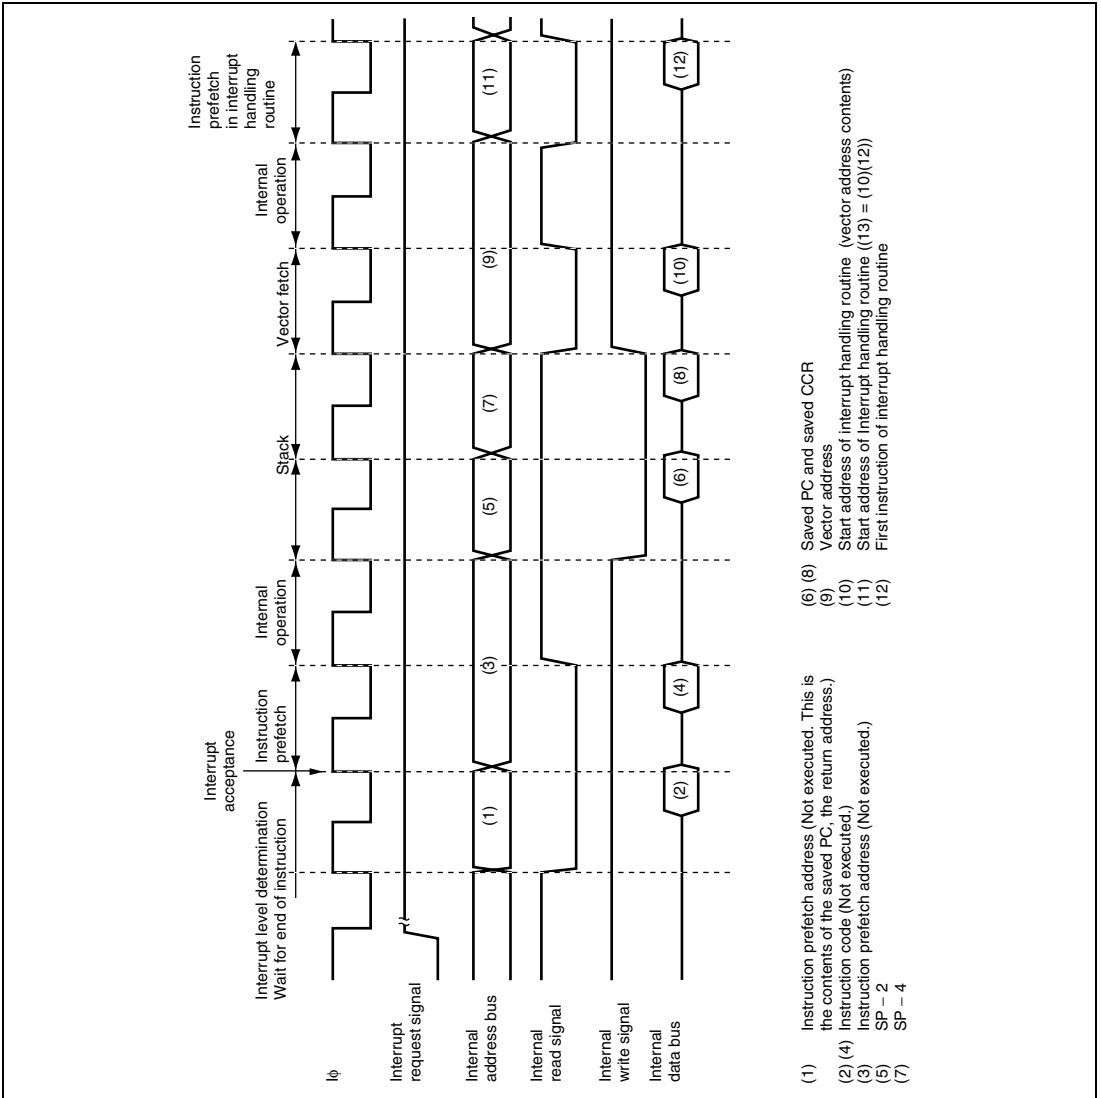 Interrupt
acceptance
Interrupt level determination
Wait for end of instruction
Instruction
prefetch
Internal
operation
Stack
Vector fetch
Internal
operation
Instruction
prefetch
in interrupt
handling
routine
Iϕ
Interrupt
request signal
Internal
address bus
(1)
(3)
(5)
(7)
(9)
(11)
Internal
read signal
Internal
write signal
Internal
data bus
(2)
(4)
(6)
(8)
(10)
(12)
(1) Instruction prefetch address (Not executed. This is
the contents of the saved PC, the return address.)
(2) (4) Instruction code (Not executed.)
(3) Instruction prefetch address (Not executed.)
(5) SP – 2
(7) SP – 4
(6) (8) Saved PC and saved CCR
(9) Vector address
(10) Start address of interrupt handling routine (vector address contents)
(11) Start address of Interrupt handling routine ((13) = (10)(12))
(12) First instruction of interrupt handling routine